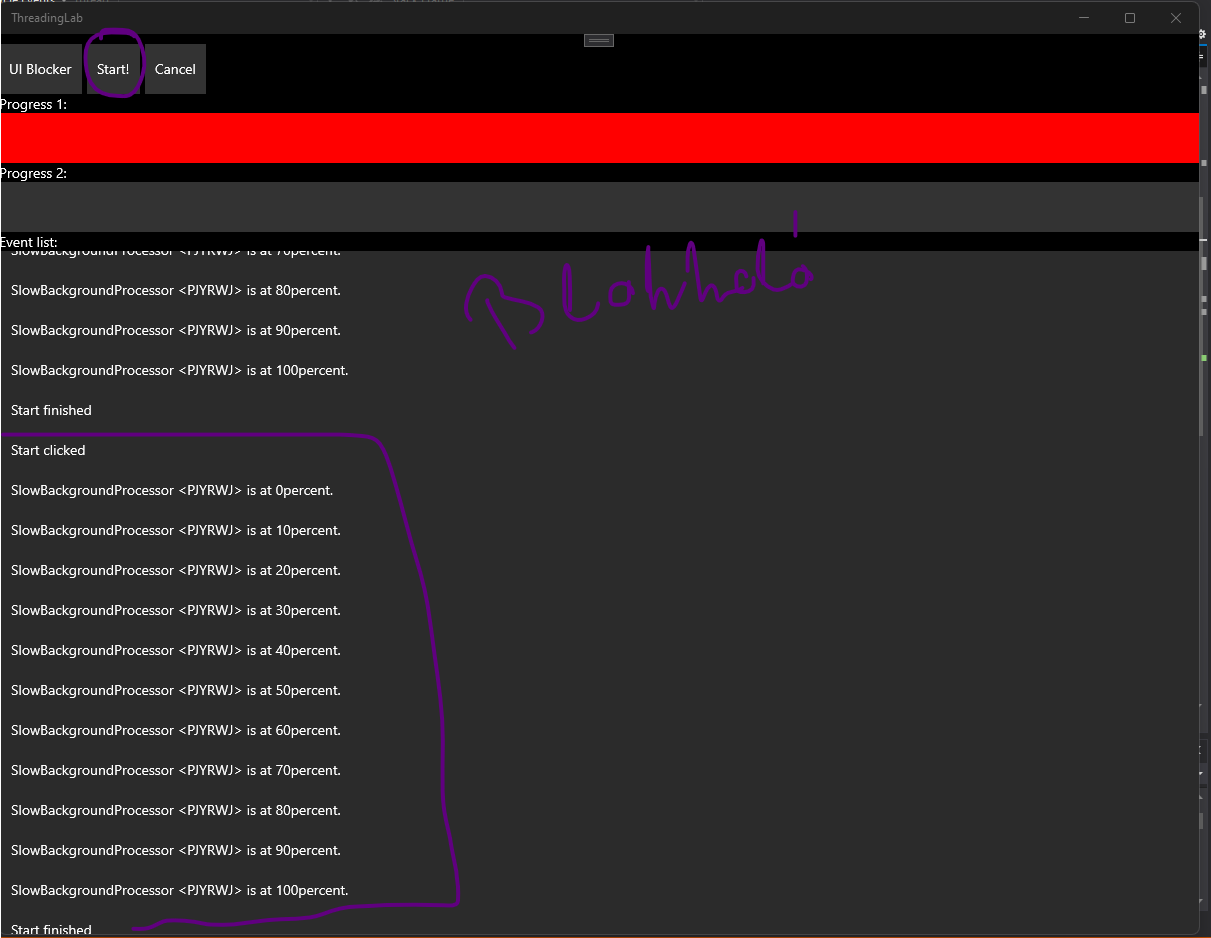 ThreadingLab
UI Blocker
Start!
Cancel
Progress 1:
Progress 2:
Event list:
SlowBackgroundProcessor <PJYRWJ> is at 70percent.
SlowBackgroundProcessor <PJYRWJ> is at 80percent.
SlowBackgroundProcessor <PJYRWJ> is at 90percent.
SlowBackgroundProcessor <PJYRWJ> is at 100percent.
Start finished
Start clicked
SlowBackgroundProcessor <PJYRWJ> is at 0percent.
SlowBackgroundProcessor <PJYRWJ> is at 10percent.
SlowBackgroundProcessor <PJYRWJ> is at 20percent.
SlowBackgroundProcessor <PJYRWJ> is at 30percent.
SlowBackgroundProcessor <PJYRWJ> is at 40percent.
SlowBackgroundProcessor <PJYRWJ> is at 50percent.
SlowBackgroundProcessor <PJYRWJ> is at 60percent.
SlowBackgroundProcessor <PJYRWJ> is at 70percent.
SlowBackgroundProcessor <PJYRWJ> is at 80percent.
SlowBackgroundProcessor <PJYRWJ> is at 90percent.
SlowBackgroundProcessor <PJYRWJ> is at 100percent.
Start finished